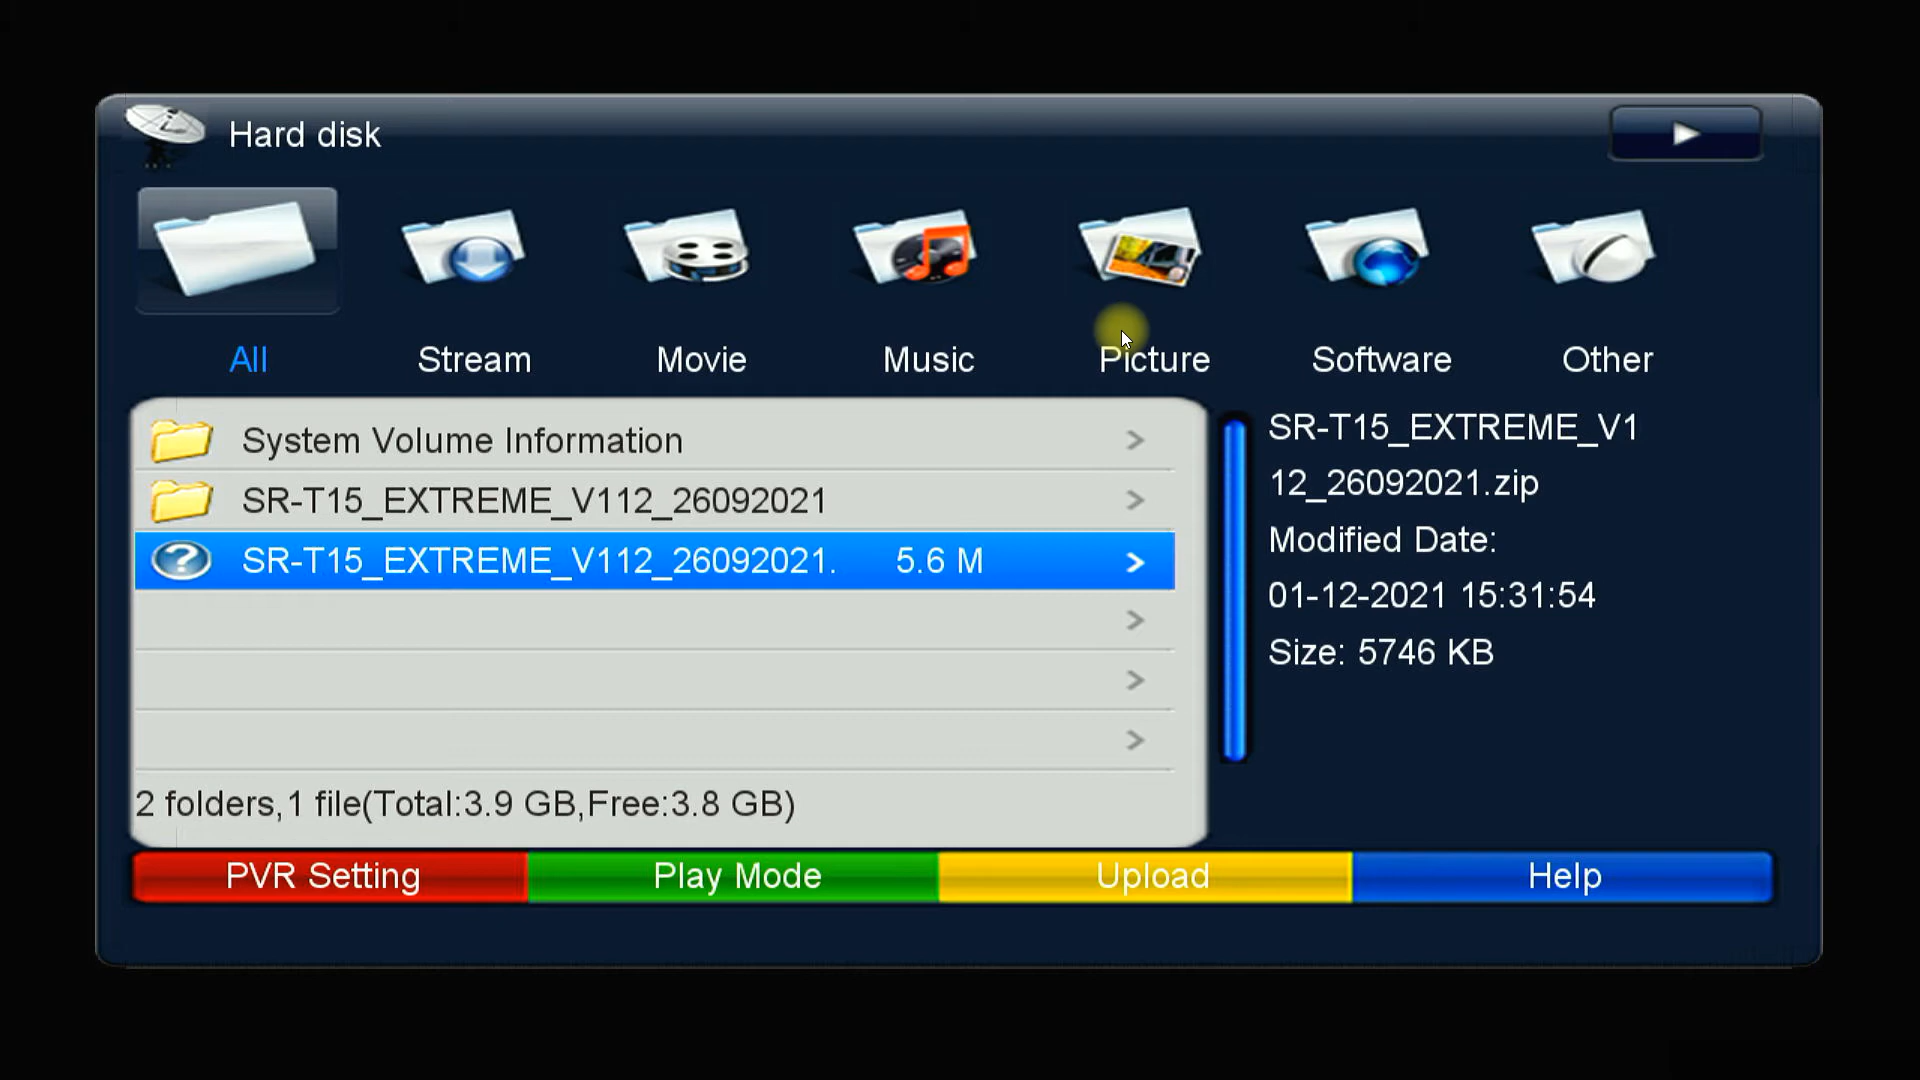 Hard disk
All Stream Movie Music Picture Software Other
System Volume Information >
SR-T15_EXTREME_V112_26092021 >
SR-T15_EXTREME_V112_26092021. 5.6 M >
>
>
>
2 folders,1 file(Total:3.9 GB,Free:3.8 GB)
SR-T15_EXTREME_V1
12_26092021.zip
Modified Date:
01-12-2021 15:31:54
Size: 5746 KB
PVR Setting Play Mode Upload Help